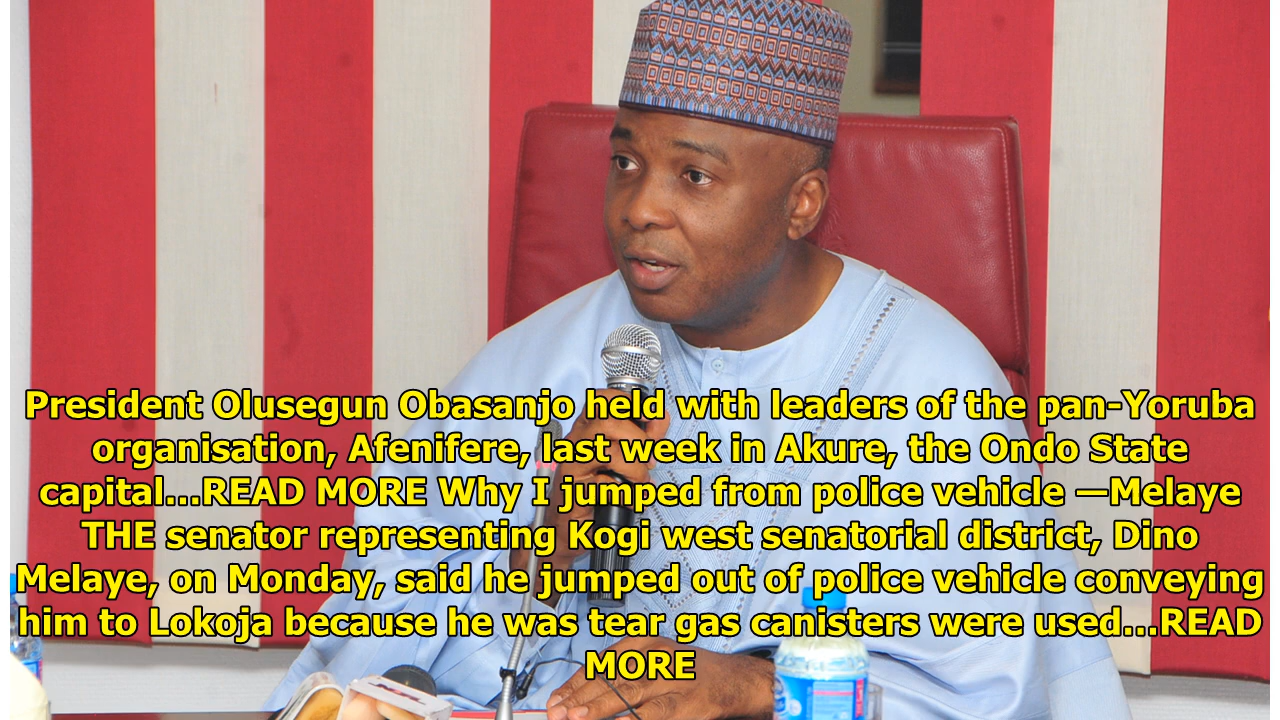 President Olusegun Obasanjo held with leaders of the pan-Yoruba
organisation, Afenifere, last week in Akure, the Ondo State
capital...READ MORE Why I jumped from police vehicle —Melaye
THE senator representing Kogi west senatorial district, Dino
Melaye, on Monday, said he jumped out of police vehicle conveying
him to Lokoja because he was tear gas canisters were used...READ
MORE